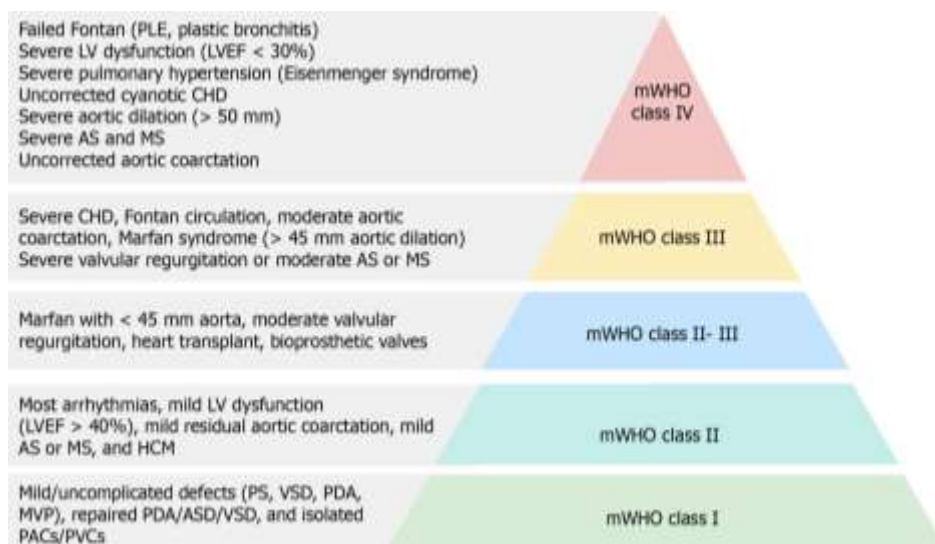 Failed Fontan (PLE, plastic bronchitis)
Severe LV dysfunction (LVEF < 30%)
Severe pulmonary hypertension (Eisenmenger syndrome)
Uncorrected cyanotic CHD
Severe aortic dilation (> 50 mm)
Severe AS and MS
Uncorrected aortic coarctation
mWHO
class IV
Severe CHD, Fontan circulation, moderate aortic
coarctation, Marfan syndrome (> 45 mm aortic dilation)
Severe valvular regurgitation or moderate AS or MS
mWHO class III
Marfan with < 45 mm aorta, moderate valvular
regurgitation, heart transplant, bioprosthetic valves
mWHO class II- III
Most arrhythmias, mild LV dysfunction
(LVEF > 40%), mild residual aortic coarctation, mild
AS or MS, and HCM
mWHO class II
Mild/uncomplicated defects (PS, VSD, PDA,
MVP), repaired PDA/ASD/VSD, and isolated
PACs/PVCs
mWHO class I